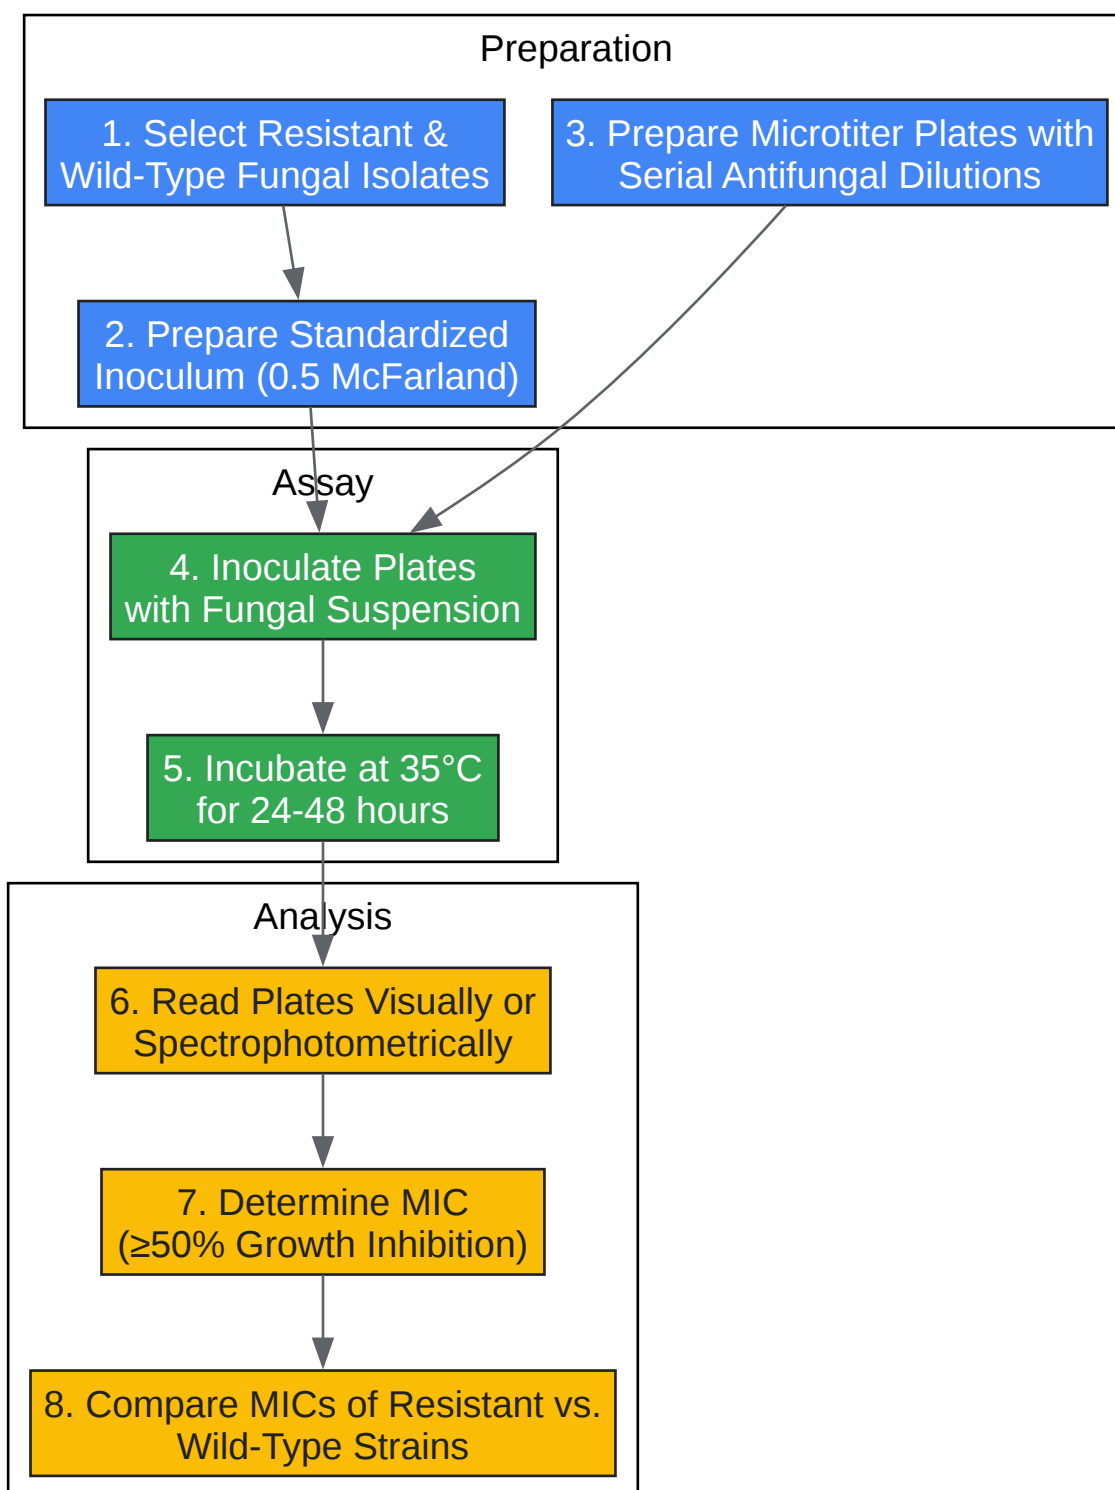 Preparation
1. Select Resistant &
Wild-Type Fungal Isolates
3. Prepare Microtiter Plates with
Serial Antifungal Dilutions
2. Prepare Standardized
Inoculum (0.5 McFarland)
Assay
4. Inoculate Plates
with Fungal Suspension
5. Incubate at 35°C
for 24-48 hours
Analysis
6. Read Plates Visually or
Spectrophotometrically
7. Determine MIC
(≥50% Growth Inhibition)
8. Compare MICs of Resistant vs.
Wild-Type Strains